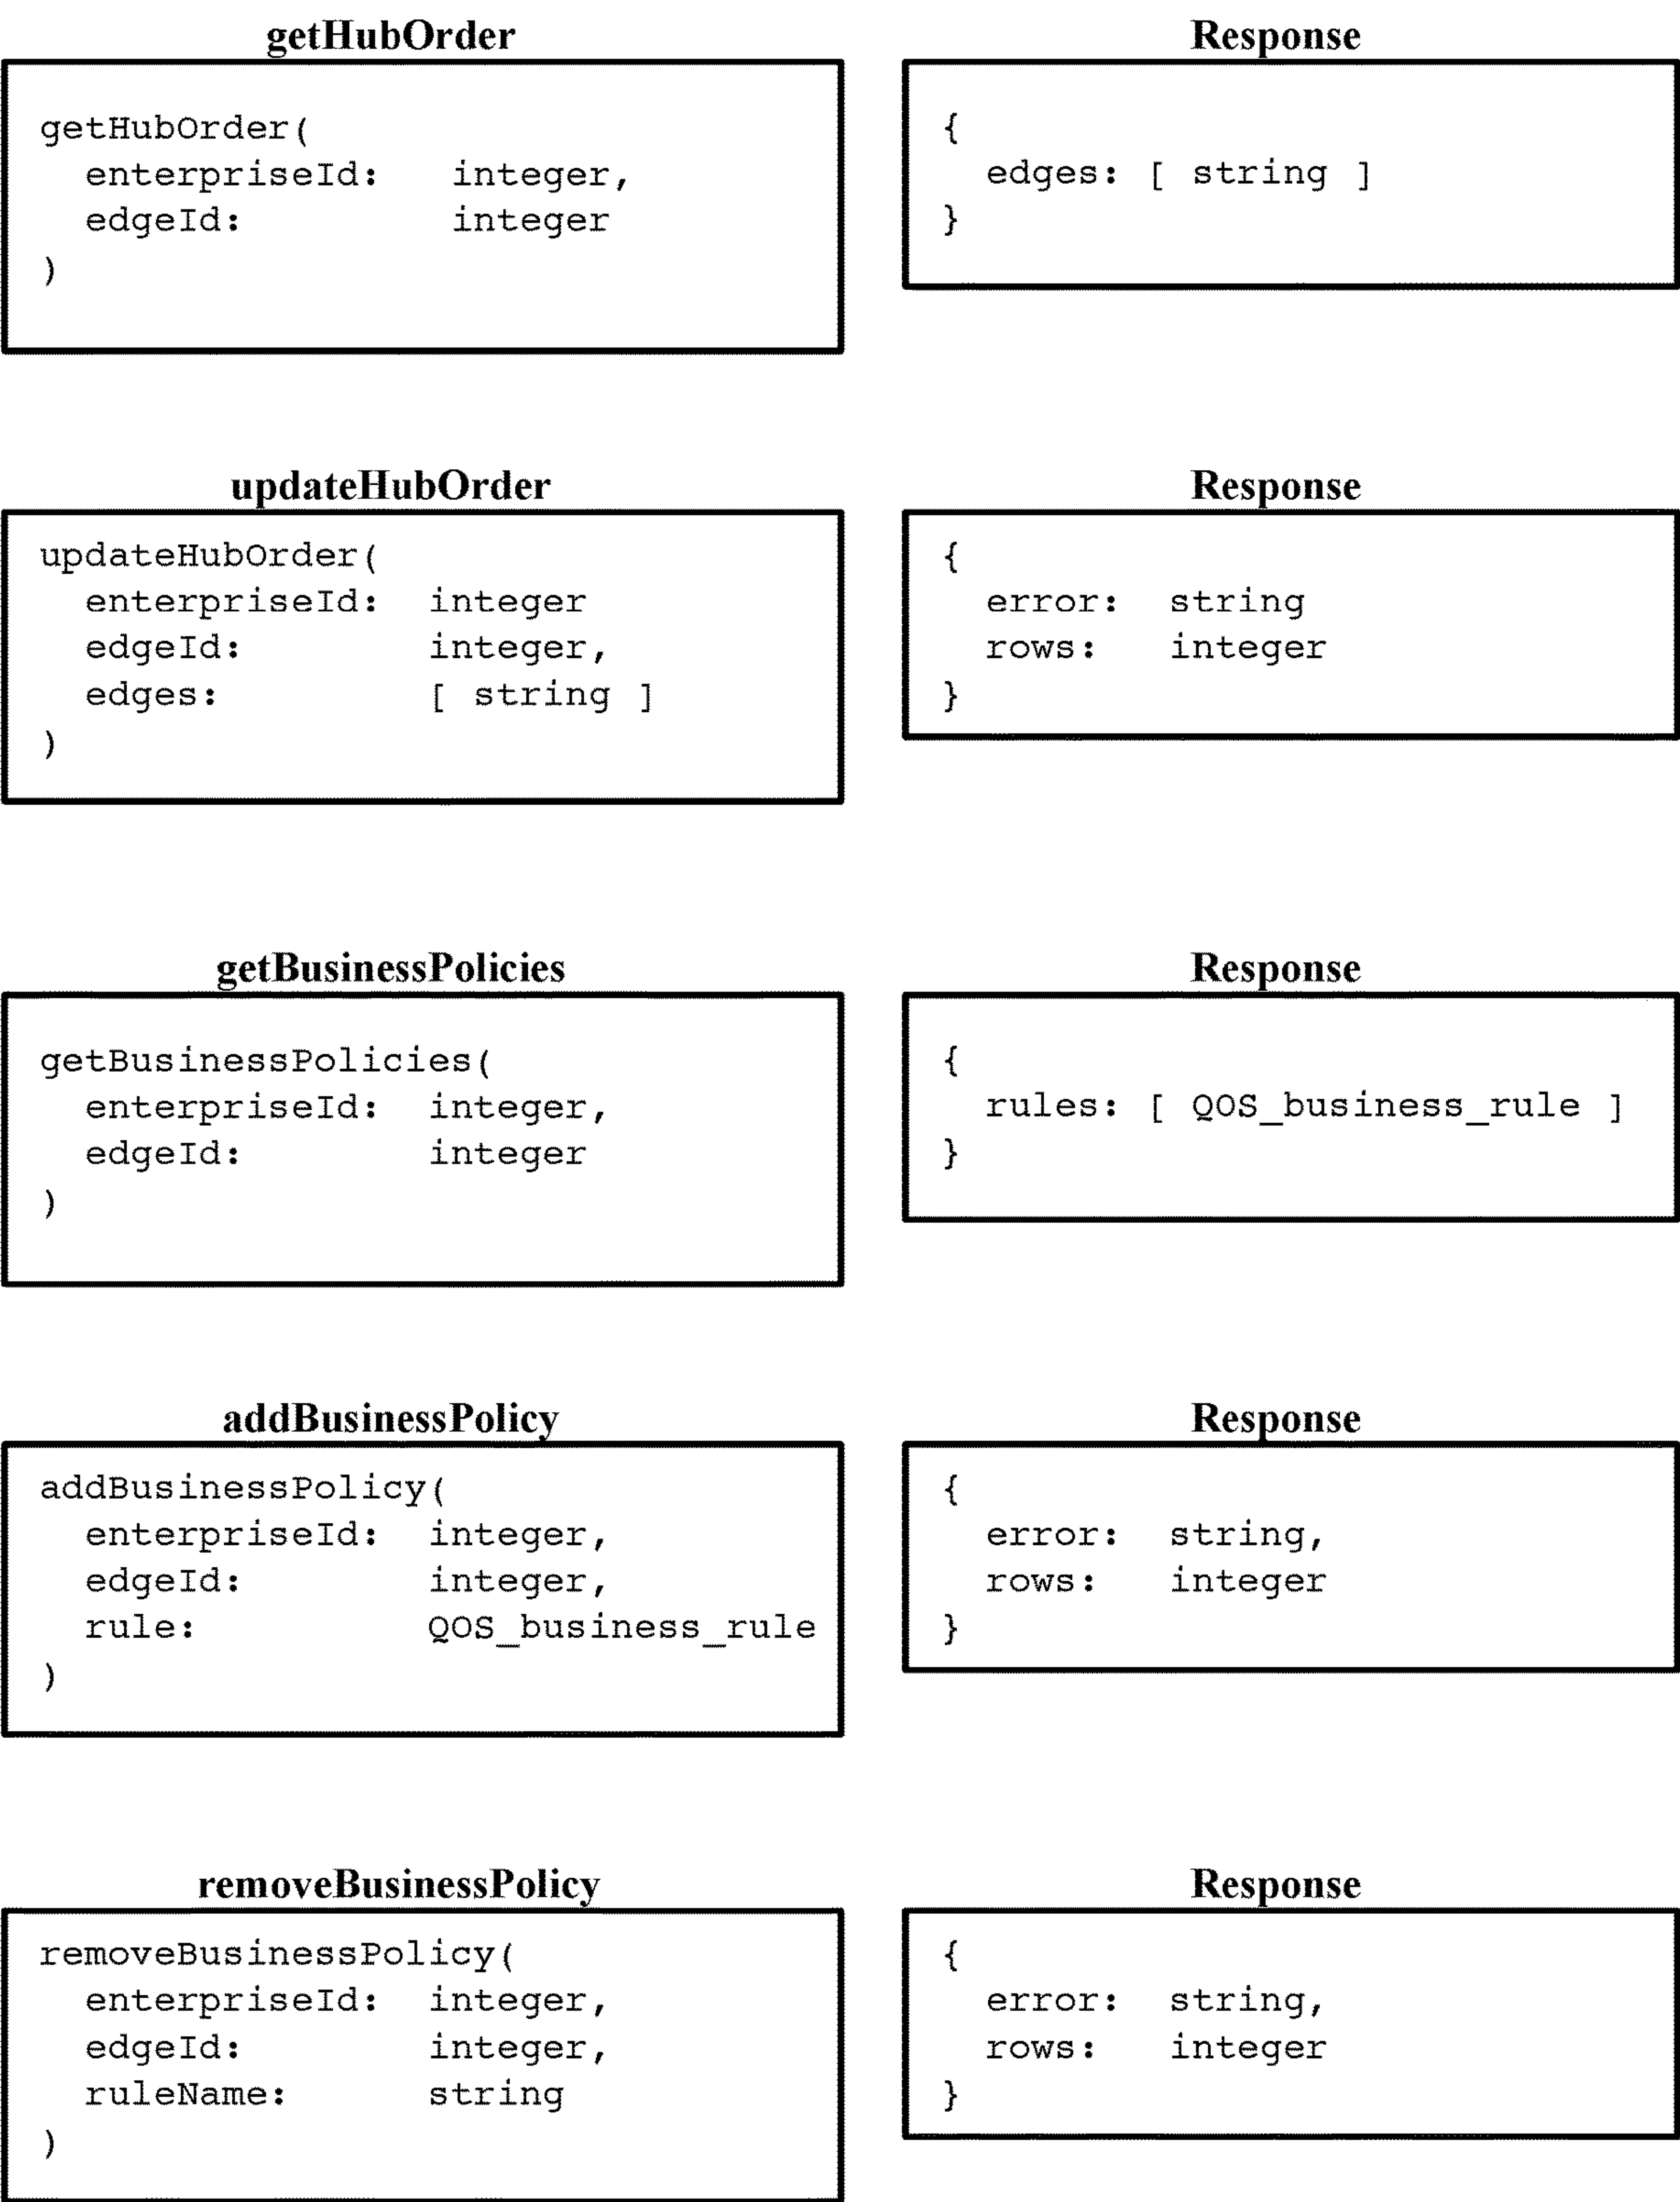 getHubOrder
getHubOrder(
enterpriseId: integer,
edgeId: integer
)
Response
{
edges: [ string ]
}
updateHubOrder
updateHubOrder(
enterpriseId: integer
edgeId: integer,
edges: [ string ]
)
Response
{
error: string
rows: integer
}
getBusinessPolicies
getBusinessPolicies(
enterpriseId: integer,
edgeId: integer
)
Response
{
rules: [ QOS_business_rule ]
}
addBusinessPolicy
addBusinessPolicy(
enterpriseId: integer,
edgeId: integer,
rule: QOS_business_rule
)
Response
{
error: string,
rows: integer
}
removeBusinessPolicy
removeBusinessPolicy(
enterpriseId: integer,
edgeId: integer,
ruleName: string
)
Response
{
error: string,
rows: integer
}